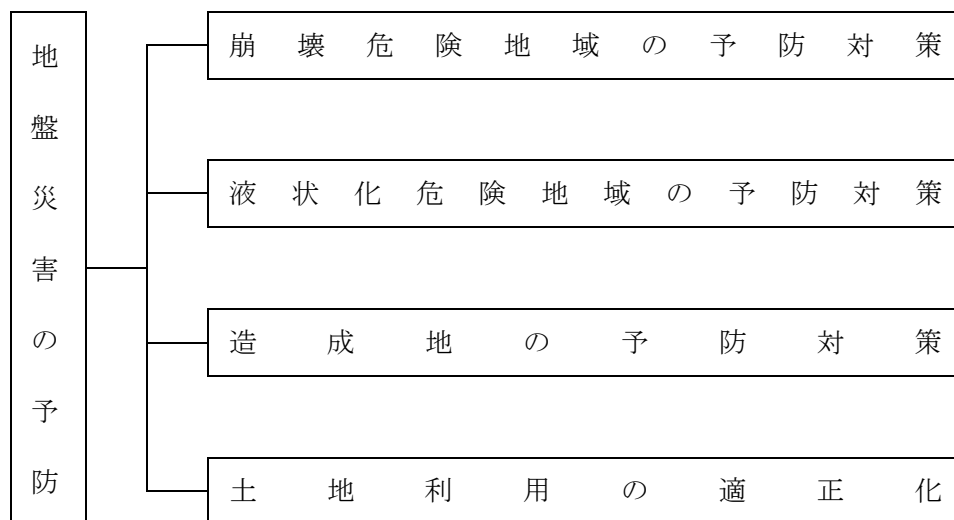 地盤災害の予防
崩壊危険地域の予防対策
液状化危険地域の予防対策
造成地の予防対策
土地利用の適正化